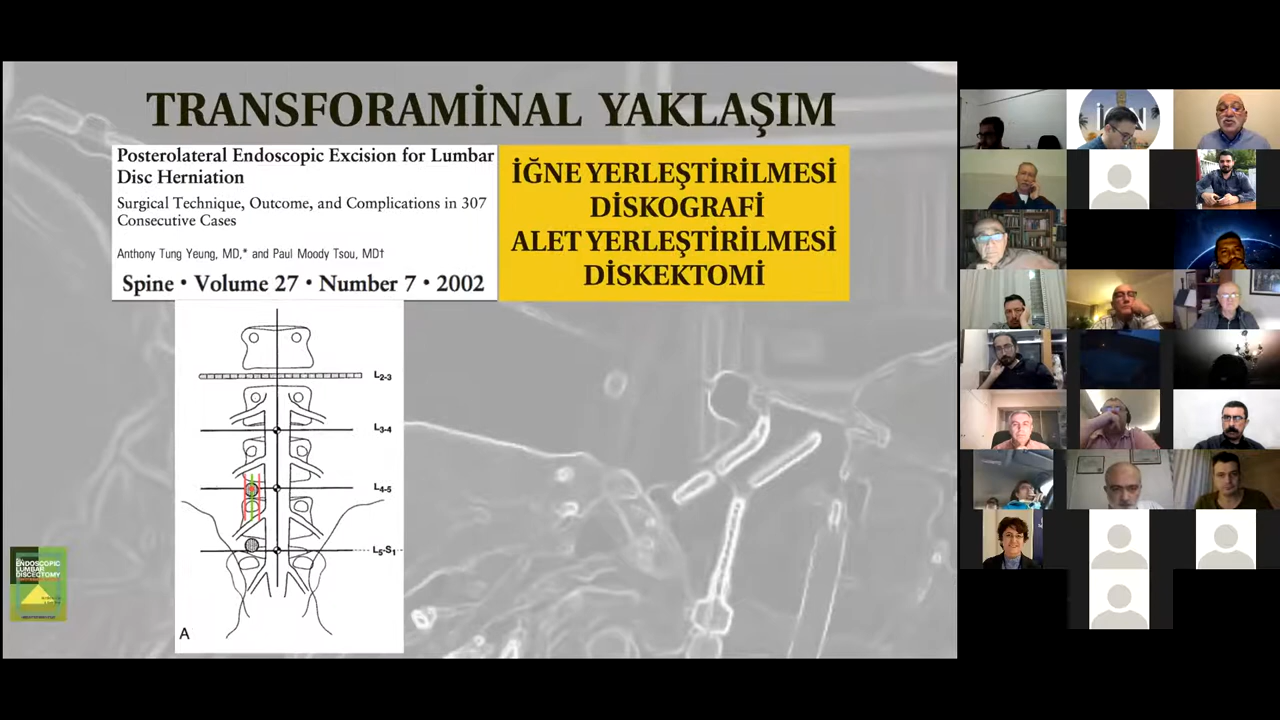 TRANSFORAMİNAL YAKLAŞIM
Posterolateral Endoscopic Excision for Lumbar
Disc Herniation
Surgical Technique, Outcome, and Complications in 307
Consecutive Cases
Anthony Tung Yeung, MD,* and Paul Moody Tsou, MD†
Spine • Volume 27 • Number 7 • 2002
İĞNE YERLEŞTİRİLMESİ
DİSKOGRAFİ
ALET YERLEŞTİRİLMESİ
DİSKEKTOMİ
L2-3
L3-4
L4-5
L5-S1
A
ENDOSCOPIC
LUMBAR
DISCECTOMY